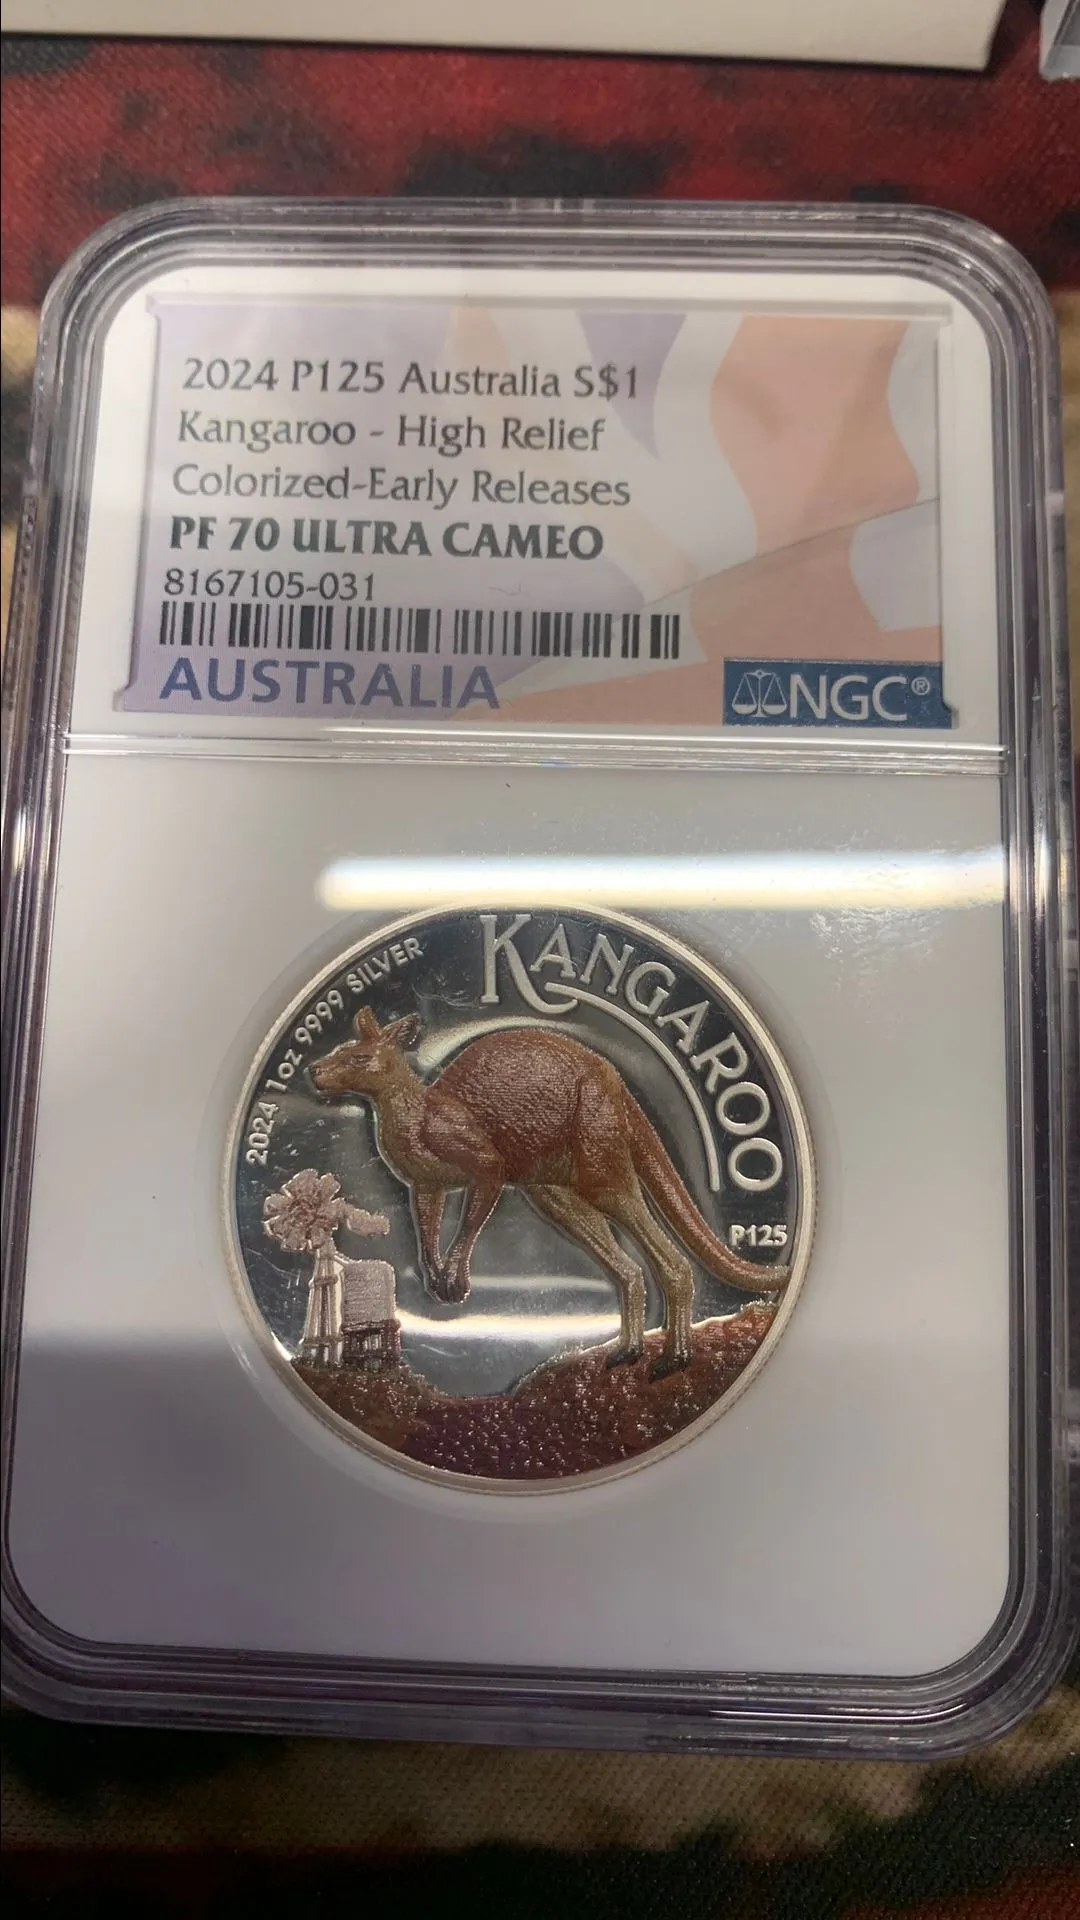 2024 P125 Australia S$1
Kangaroo - High Relief
Colorized-Early Releases
PF 70 ULTRA CAMEO
8167105-031
AUSTRALIA
NGC®
2024 1oz 9999 SILVER
KANGAROO
P125